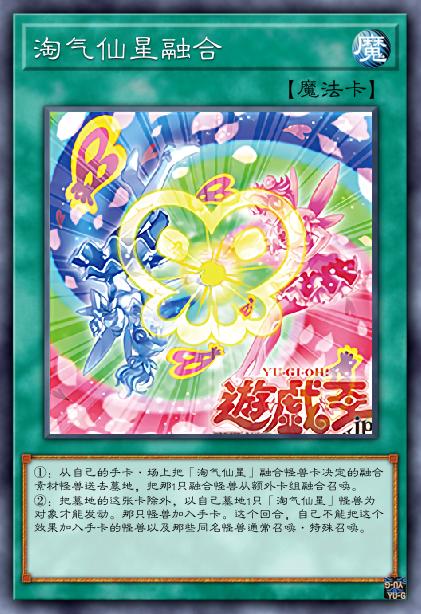 淘气仙星融合
魔
【魔法卡】
YU-GI-OH!
遊戯王
.jp
①：从自己的手卡·场上把「淘气仙星」融合怪兽卡决定的融合
素材怪兽送去墓地，把那1只融合怪兽从额外卡组融合召唤。
②：把墓地的这张卡除外，以自己墓地1只「淘气仙星」怪兽为
对象才能发动。那只怪兽加入手卡。这个回合，自己不能把这个
效果加入手卡的怪兽以及那些同名怪兽通常召唤·特殊召唤。
YU-G